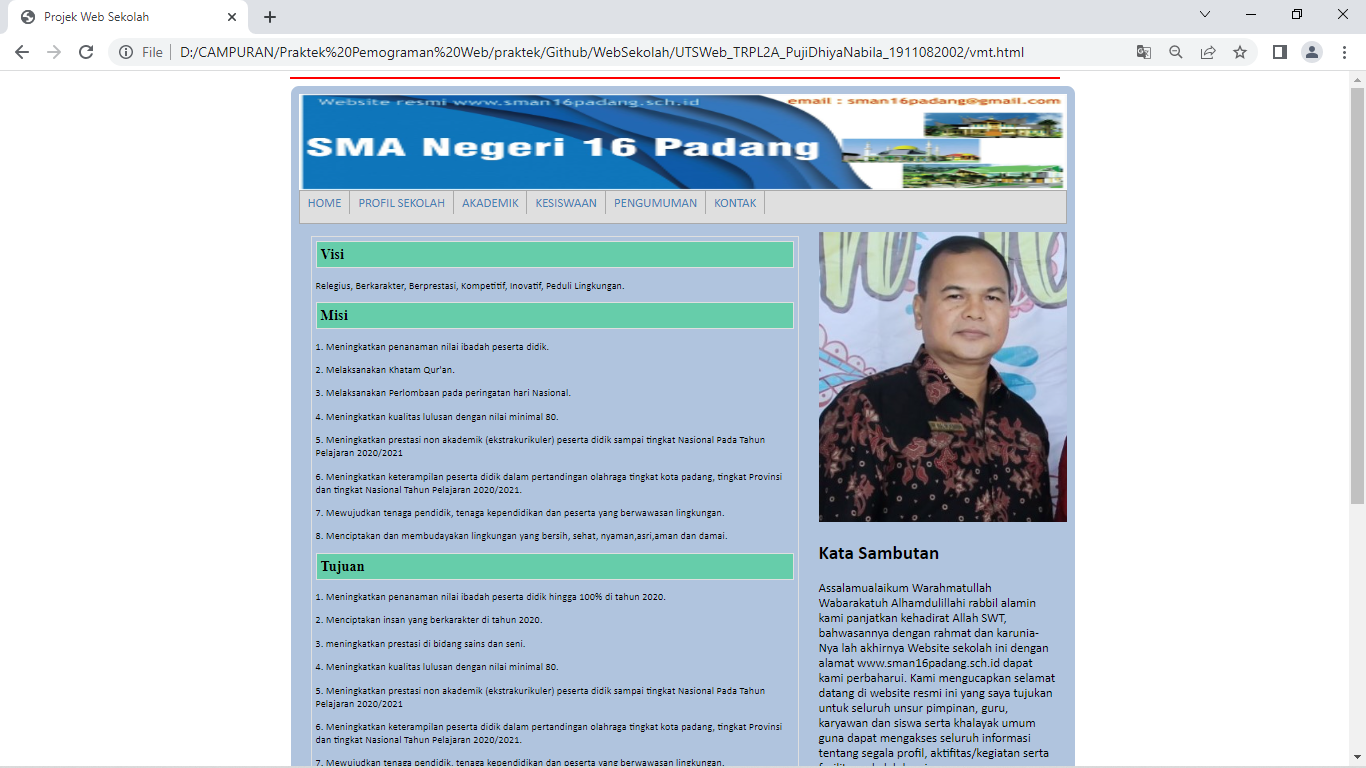 Projek Web Sekolah
File | D:/CAMPURAN/Praktek%20Pemograman%20Web/praktek/Github/WebSekolah/UTSWeb_TRPL2A_PujiDhiyaNabila_1911082002/vmt.html
Website resmi www.sman16padang.sch.id
email : sman16padang@gmail.com
SMA Negeri 16 Padang
HOME PROFIL SEKOLAH AKADEMIK KESISWAAN PENGUMUMAN KONTAK
Visi
Relegius, Berkarakter, Berprestasi, Kompetitif, Inovatif, Peduli Lingkungan.
Misi
1. Meningkatkan penanaman nilai ibadah peserta didik.
2. Melaksanakan Khatam Qur'an.
3. Melaksanakan Perlombaan pada peringatan hari Nasional.
4. Meningkatkan kualitas lulusan dengan nilai minimal 80.
5. Meningkatkan prestasi non akademik (ekstrakurikuler) peserta didik sampai tingkat Nasional Pada Tahun
Pelajaran 2020/2021
6. Meningkatkan keterampilan peserta didik dalam pertandingan olahraga tingkat kota padang, tingkat Provinsi
dan tingkat Nasional Tahun Pelajaran 2020/2021.
7. Mewujudkan tenaga pendidik, tenaga kependidikan dan peserta yang berwawasan lingkungan.
8. Menciptakan dan membudayakan lingkungan yang bersih, sehat, nyaman,asri,aman dan damai.
Tujuan
1. Meningkatkan penanaman nilai ibadah peserta didik hingga 100% di tahun 2020.
2. Menciptakan insan yang berkarakter di tahun 2020.
3. meningkatkan prestasi di bidang sains dan seni.
4. Meningkatkan kualitas lulusan dengan nilai minimal 80.
5. Meningkatkan prestasi non akademik (ekstrakurikuler) peserta didik sampai tingkat Nasional Pada Tahun
Pelajaran 2020/2021
6. Meningkatkan keterampilan peserta didik dalam pertandingan olahraga tingkat kota padang, tingkat Provinsi
dan tingkat Nasional Tahun Pelajaran 2020/2021.
7. Mewujudkan tenaga pendidik, tenaga kependidikan dan peserta yang berwawasan lingkungan.
Kata Sambutan
Assalamualaikum Warahmatullah
Wabarakatuh Alhamdulillahi rabbil alamin
kami panjatkan kehadirat Allah SWT,
bahwasannya dengan rahmat dan karunia-
Nya lah akhirnya Website sekolah ini dengan
alamat www.sman16padang.sch.id dapat
kami perbaharui. Kami mengucapkan selamat
datang di website resmi ini yang saya tujukan
untuk seluruh unsur pimpinan, guru,
karyawan dan siswa serta khalayak umum
guna dapat mengakses seluruh informasi
tentang segala profil, aktifitas/kegiatan serta